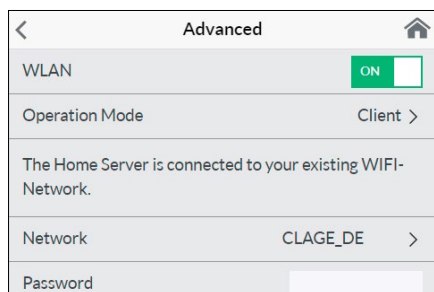 Advanced
WLAN ON
Operation Mode Client
The Home Server is connected to your existing WIFI-
Network.
Network CLAGE_DE
Password